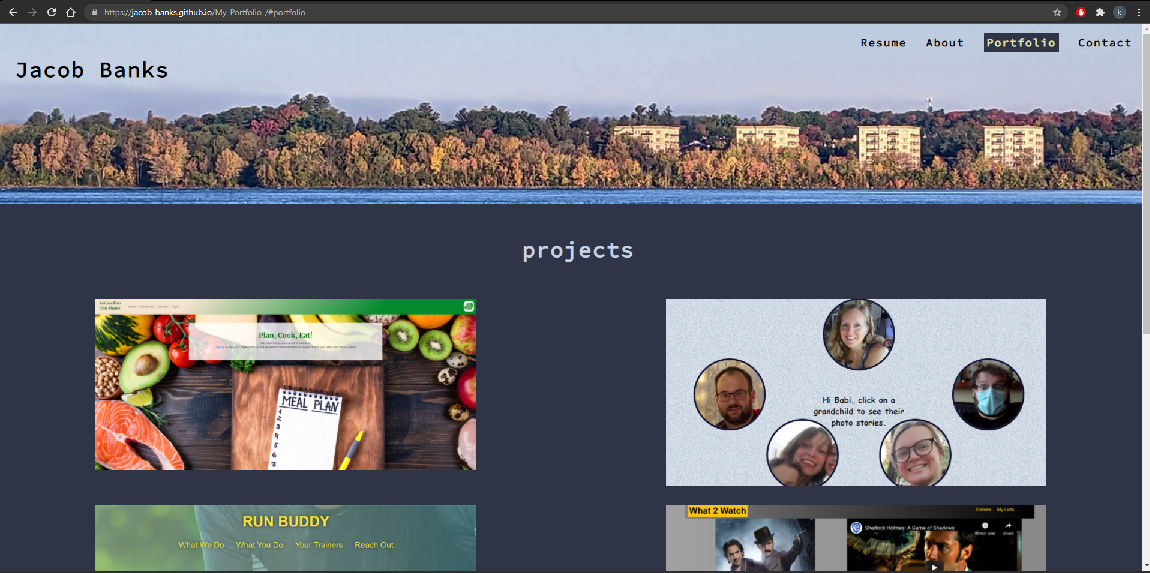 https://jacob-banks.github.io/My-Portfolio-/#portfolio
k
Resume About Portfolio Contact
Jacob Banks
projects
Plan, Cook, Eat!
MEAL PLAN
1
2
3
4
5
6
7
Hi Babi, click on a
grandchild to see their
photo stories.
RUN BUDDY
What We Do What You Do Your Trainers Reach Out
What 2 Watch
Sherlock Holmes: A Game of Shadows
Watch later Share